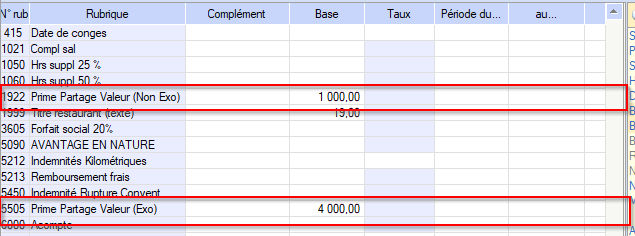 N° rub Rubrique Complément Base Taux Période du... au...
415 Date de conges
1021 Compl sal
1050 Hrs suppl 25 %
1060 Hrs suppl 50 %
1922 Prime Partage Valeur (Non Exo) 1 000,00
1999 Titre restaurant (texte) 19,00
3605 Forfait social 20%
5090 AVANTAGE EN NATURE
5212 Indemnités Kilométriques
5213 Remboursement frais
5450 Indemnité Rupture Convent
5505 Prime Partage Valeur (Exo) 4 000,00
6000 Acompte